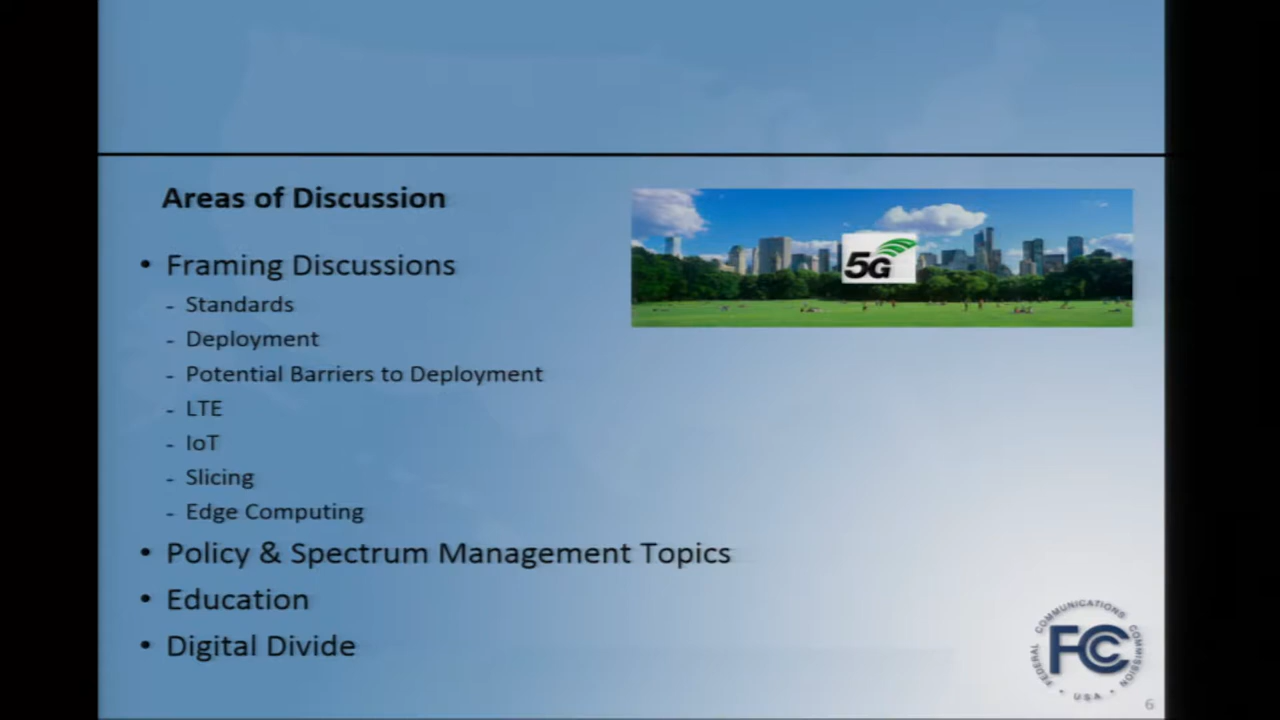 Areas of Discussion
• Framing Discussions
- Standards
- Deployment
- Potential Barriers to Deployment
- LTE
- IoT
- Slicing
- Edge Computing
• Policy & Spectrum Management Topics
• Education
• Digital Divide
5G
FEDERAL COMMUNICATIONS COMMISSION
FCC
• USA •
6